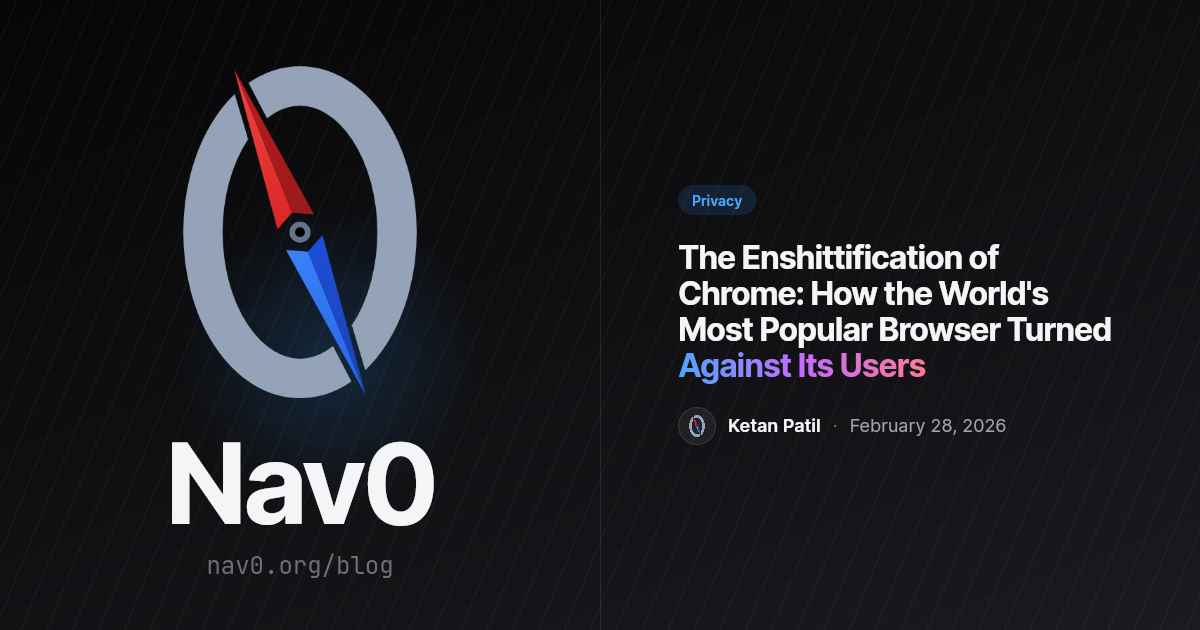 Nav0
nav0.org/blog
Privacy
The Enshittification of
Chrome: How the World's
Most Popular Browser Turned
Against Its Users
Ketan Patil · February 28, 2026